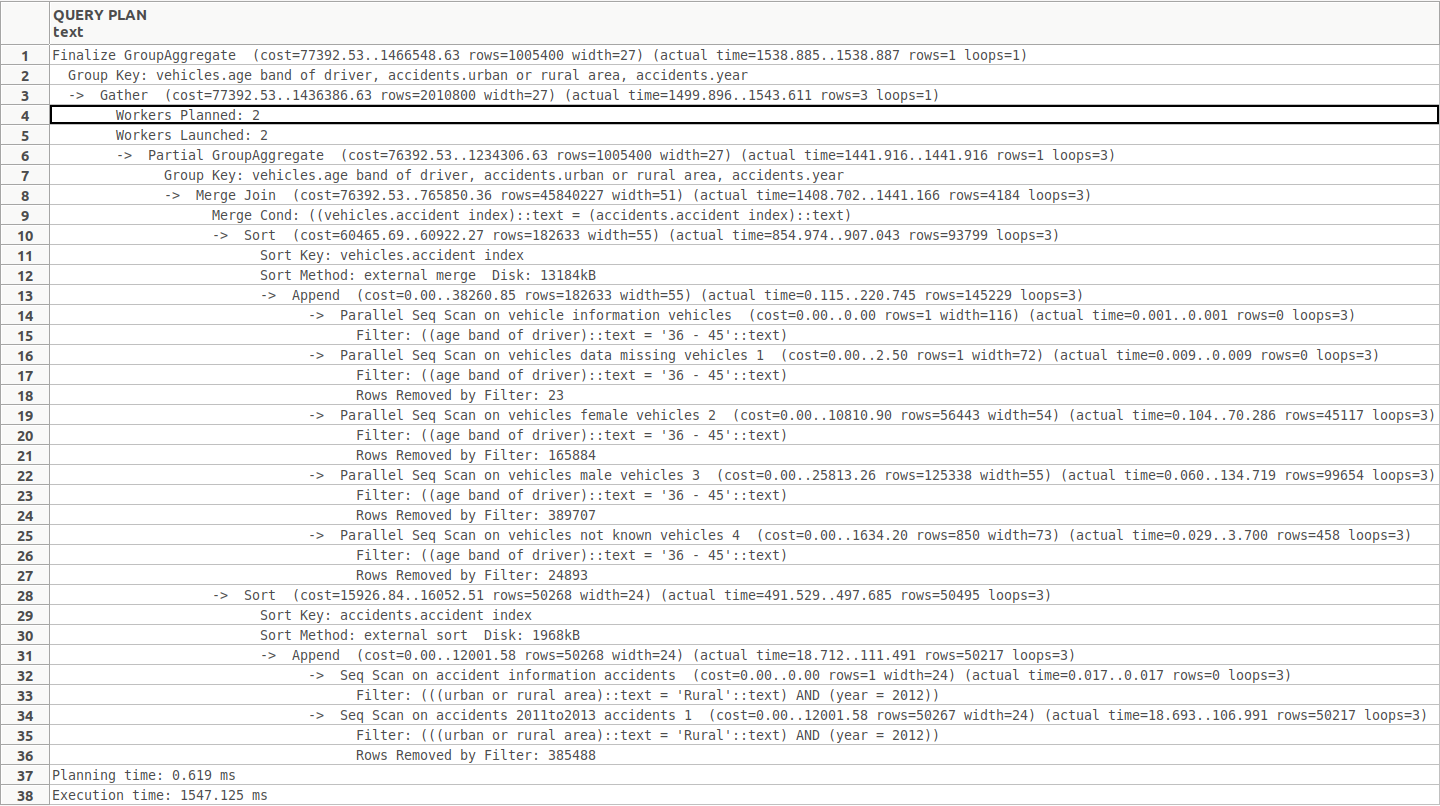 QUERY PLAN
text
1 Finalize GroupAggregate (cost=77392.53..1466548.63 rows=1005400 width=27) (actual time=1538.885..1538.887 rows=1 loops=1)
2 Group Key: vehicles.age band of driver, accidents.urban or rural area, accidents.year
3 -> Gather (cost=77392.53..1436386.63 rows=2010800 width=27) (actual time=1499.896..1543.611 rows=3 loops=1)
4 Workers Planned: 2
5 Workers Launched: 2
6 -> Partial GroupAggregate (cost=76392.53..1234306.63 rows=1005400 width=27) (actual time=1441.916..1441.916 rows=1 loops=3)
7 Group Key: vehicles.age band of driver, accidents.urban or rural area, accidents.year
8 -> Merge Join (cost=76392.53..765850.36 rows=45840227 width=51) (actual time=1408.702..1441.166 rows=4184 loops=3)
9 Merge Cond: ((vehicles.accident index)::text = (accidents.accident index)::text)
10 -> Sort (cost=60465.69..60922.27 rows=182633 width=55) (actual time=854.974..907.043 rows=93799 loops=3)
11 Sort Key: vehicles.accident index
12 Sort Method: external merge Disk: 13184kB
13 -> Append (cost=0.00..38260.85 rows=182633 width=55) (actual time=0.115..220.745 rows=145229 loops=3)
14 -> Parallel Seq Scan on vehicle information vehicles (cost=0.00..0.00 rows=1 width=116) (actual time=0.001..0.001 rows=0 loops=3)
15 Filter: ((age band of driver)::text = '36 - 45'::text)
16 -> Parallel Seq Scan on vehicles data missing vehicles 1 (cost=0.00..2.50 rows=1 width=72) (actual time=0.009..0.009 rows=0 loops=3)
17 Filter: ((age band of driver)::text = '36 - 45'::text)
18 Rows Removed by Filter: 23
19 -> Parallel Seq Scan on vehicles female vehicles 2 (cost=0.00..10810.90 rows=56443 width=54) (actual time=0.104..70.286 rows=45117 loops=3)
20 Filter: ((age band of driver)::text = '36 - 45'::text)
21 Rows Removed by Filter: 165884
22 -> Parallel Seq Scan on vehicles male vehicles 3 (cost=0.00..25813.26 rows=125338 width=55) (actual time=0.060..134.719 rows=99654 loops=3)
23 Filter: ((age band of driver)::text = '36 - 45'::text)
24 Rows Removed by Filter: 389707
25 -> Parallel Seq Scan on vehicles not known vehicles 4 (cost=0.00..1634.20 rows=850 width=73) (actual time=0.029..3.700 rows=458 loops=3)
26 Filter: ((age band of driver)::text = '36 - 45'::text)
27 Rows Removed by Filter: 24893
28 -> Sort (cost=15926.84..16052.51 rows=50268 width=24) (actual time=491.529..497.685 rows=50495 loops=3)
29 Sort Key: accidents.accident index
30 Sort Method: external sort Disk: 1968kB
31 -> Append (cost=0.00..12001.58 rows=50268 width=24) (actual time=18.712..111.491 rows=50217 loops=3)
32 -> Seq Scan on accident information accidents (cost=0.00..0.00 rows=1 width=24) (actual time=0.017..0.017 rows=0 loops=3)
33 Filter: (((urban or rural area)::text = 'Rural'::text) AND (year = 2012))
34 -> Seq Scan on accidents 2011to2013 accidents 1 (cost=0.00..12001.58 rows=50267 width=24) (actual time=18.693..106.991 rows=50217 loops=3)
35 Filter: (((urban or rural area)::text = 'Rural'::text) AND (year = 2012))
36 Rows Removed by Filter: 385488
37 Planning time: 0.619 ms
38 Execution time: 1547.125 ms